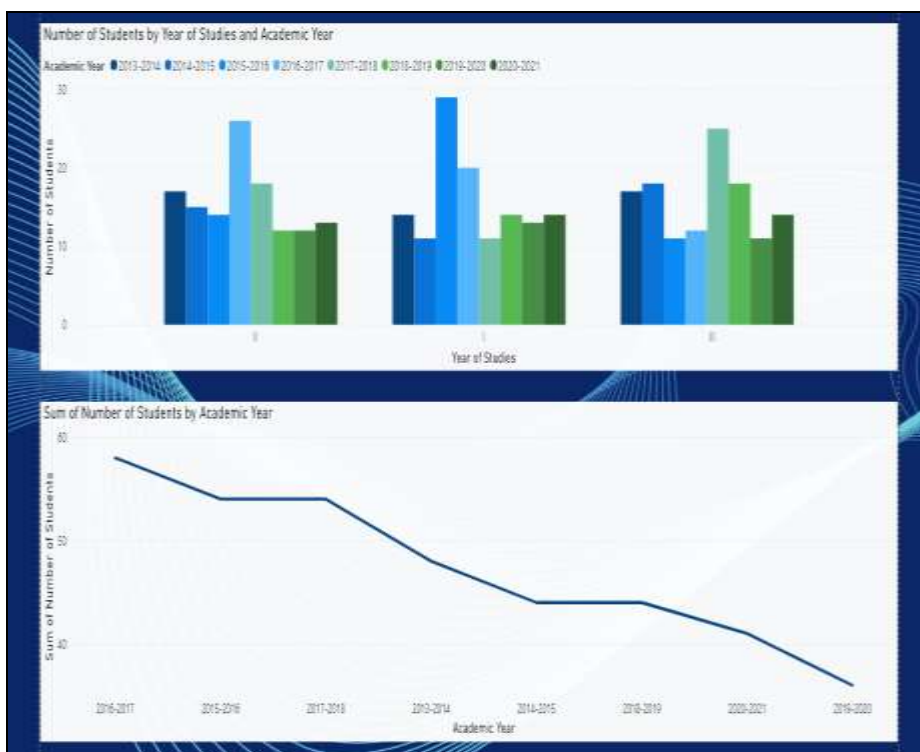 Number of Students by Year of Studies and Academic Year
Academic Year 2013-2014 2014-2015 2015-2016 2016-2017 2017-2018 2018-2019 2019-2020 2020-2021
30
20
10
0
Number of Students
II I III
Year of Studies
Sum of Number of Students by Academic Year
60
50
40
Sum of Number of Students
2016-2017 2015-2016 2017-2018 2013-2014 2014-2015 2018-2019 2020-2021 2019-2020
Academic Year